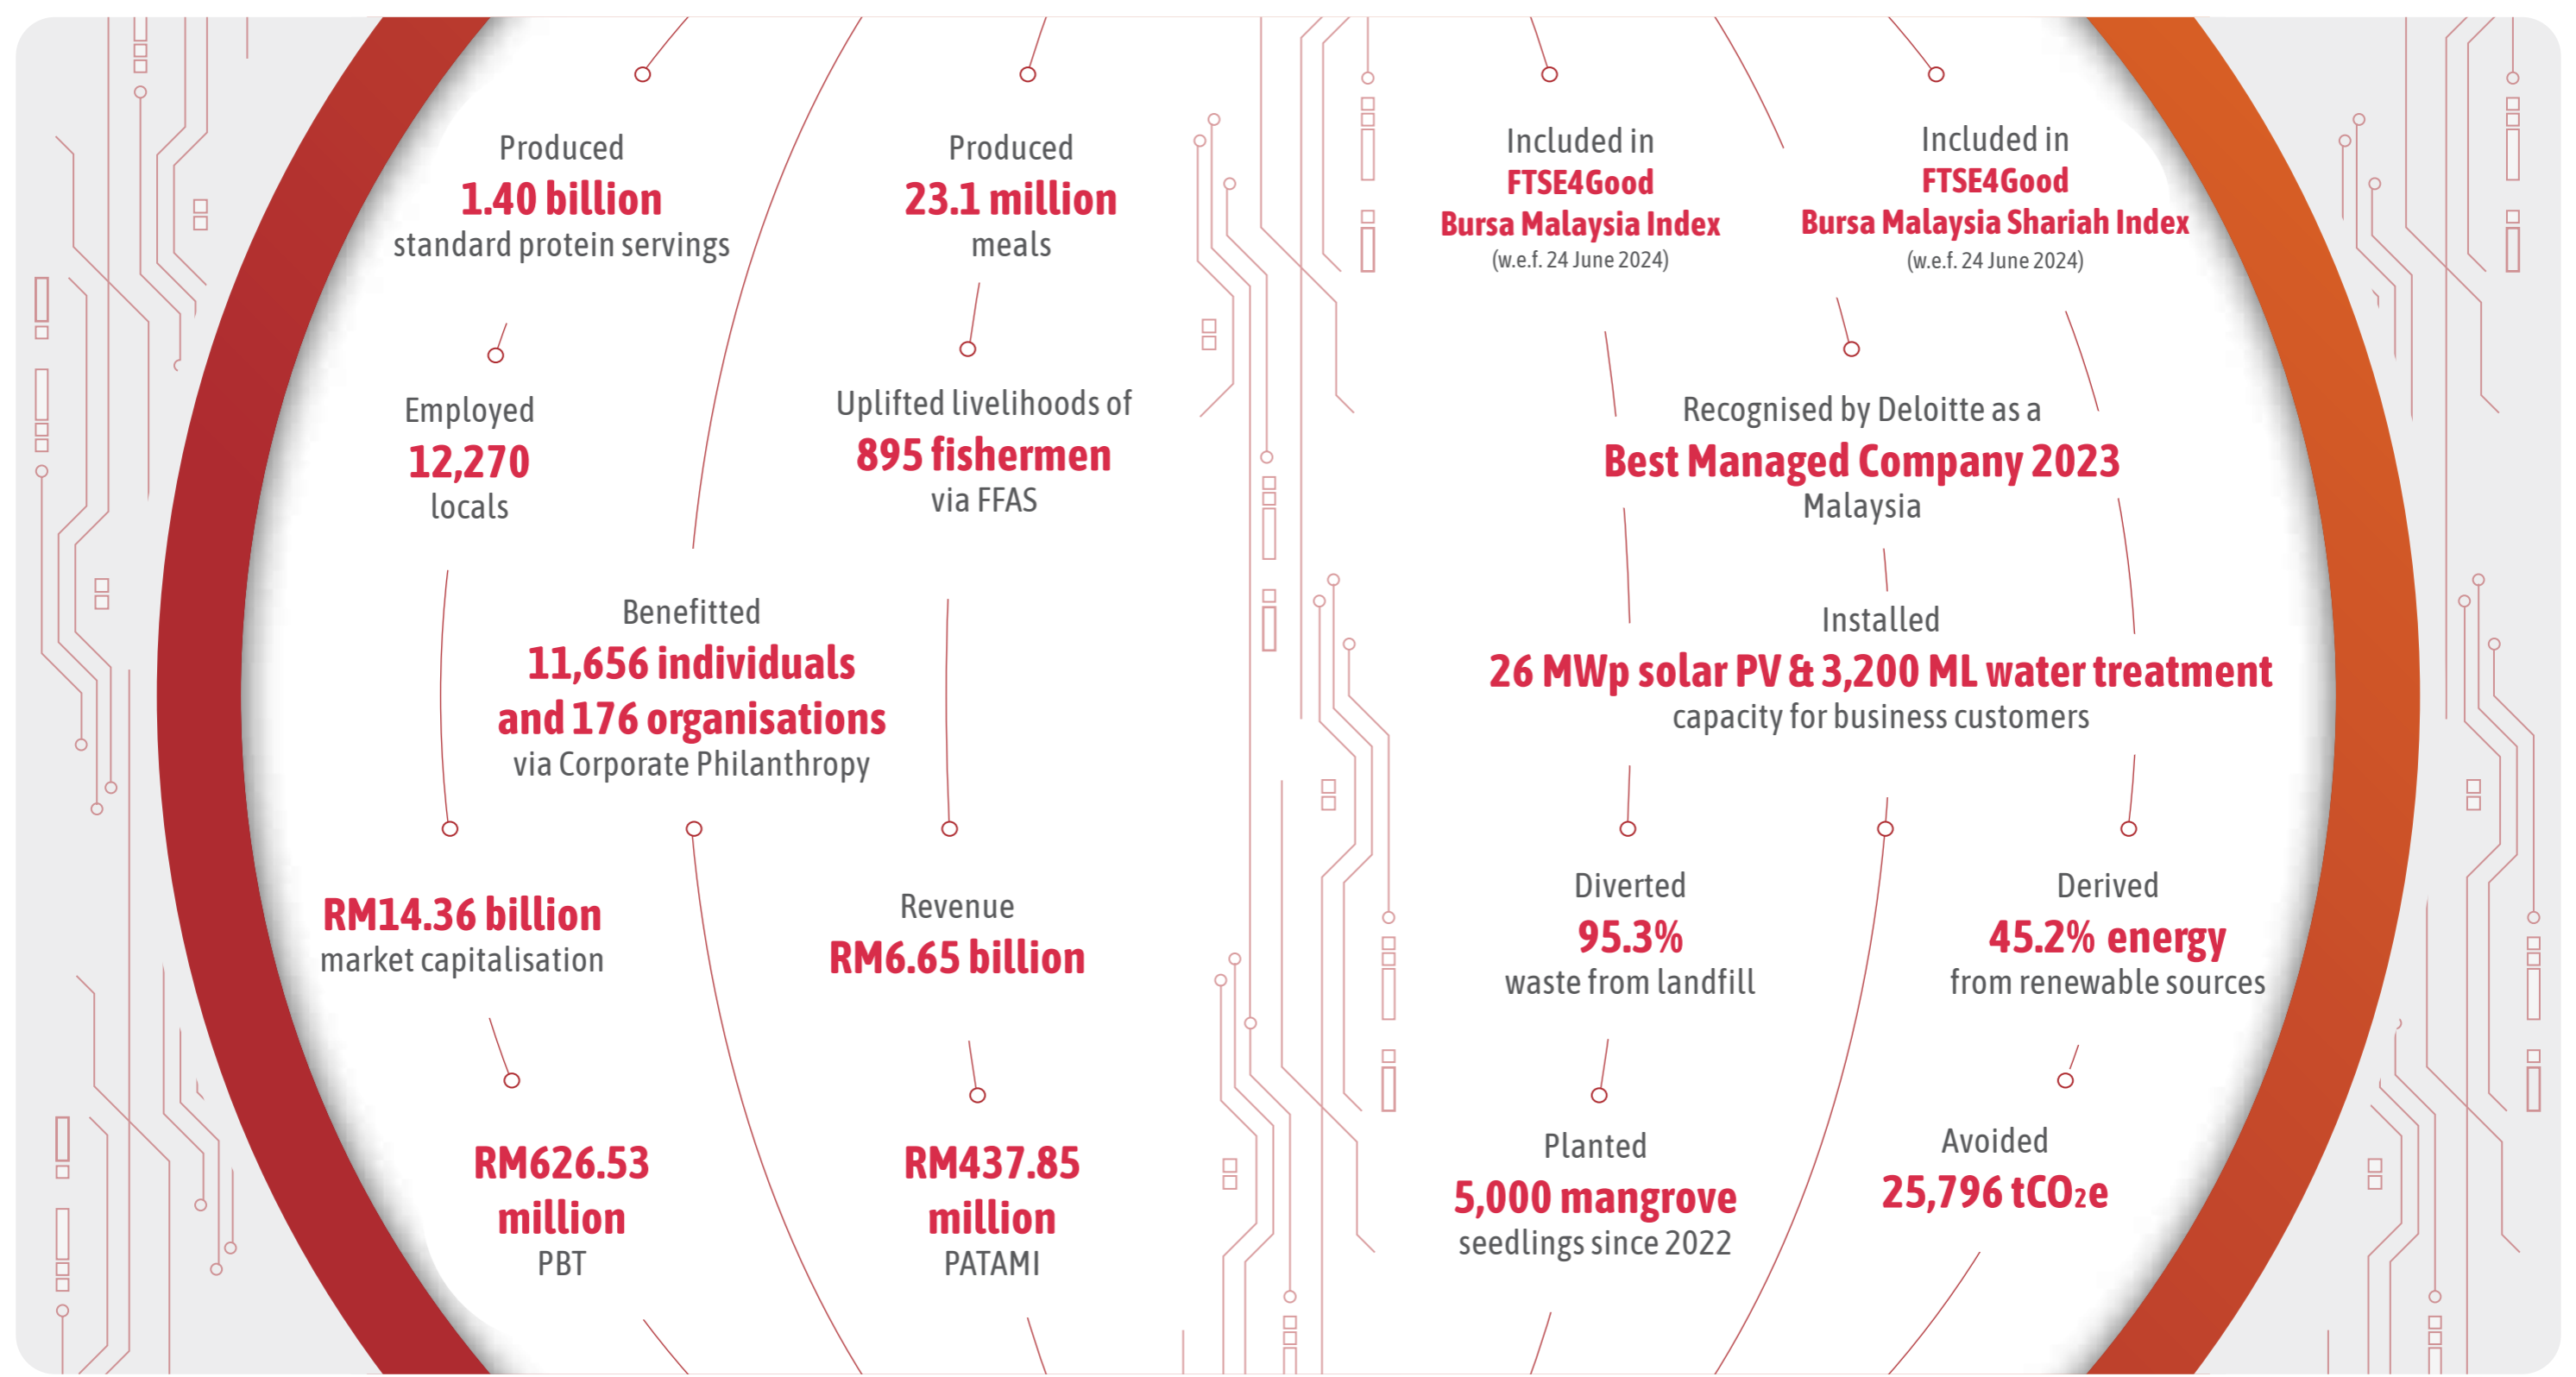 Produced
1.40 billion
standard protein servings
Produced
23.1 million
meals
Employed
12,270
locals
Uplifted livelihoods of
895 fishermen
via FFAS
Benefitted
11,656 individuals
and 176 organisations
via Corporate Philanthropy
RM14.36 billion
market capitalisation
Revenue
RM6.65 billion
RM626.53
million
PBT
RM437.85
million
PATAMI
Included in
FTSE4Good
Bursa Malaysia Index
(w.e.f. 24 June 2024)
Included in
FTSE4Good
Bursa Malaysia Shariah Index
(w.e.f. 24 June 2024)
Recognised by Deloitte as a
Best Managed Company 2023
Malaysia
Installed
26 MWp solar PV & 3,200 ML water treatment
capacity for business customers
Diverted
95.3%
waste from landfill
Derived
45.2% energy
from renewable sources
Planted
5,000 mangrove
seedlings since 2022
Avoided
25,796 tCO₂e